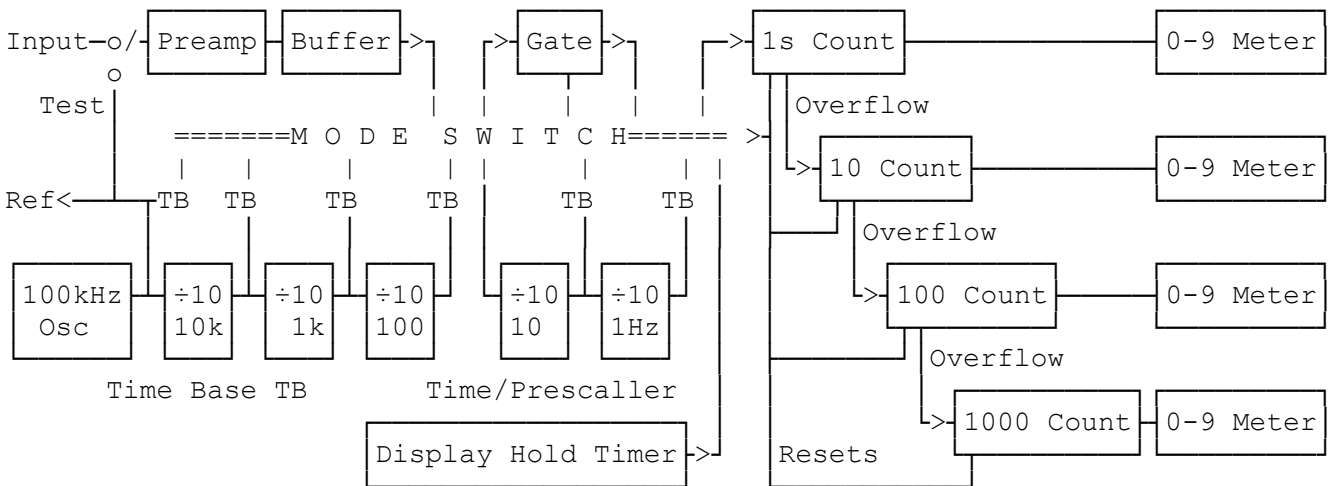 Input Preamp Buffer Gate 1s Count 0-9 Meter
Test Overflow
=======M O D E S W I T C H======
10 Count 0-9 Meter
Ref TB TB TB TB TB TB
Overflow
100kHz ÷10 ÷10 ÷10 ÷10 ÷10 100 Count 0-9 Meter
Osc 10k 1k 100 10 1Hz
Overflow
Time Base TB Time/Prescaller
1000 Count 0-9 Meter
Display Hold Timer Resets